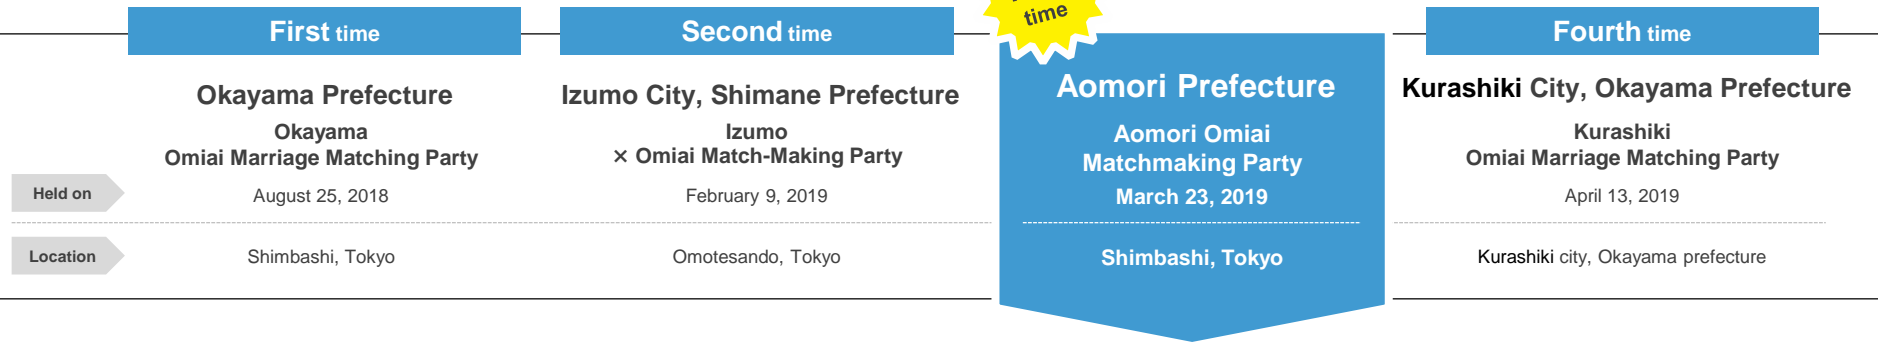 First time
Okayama Prefecture
Okayama
Omiai Marriage Matching Party
Second time
Izumo City, Shimane Prefecture
Izumo
× Omiai Match-Making Party
time
Aomori Prefecture
Aomori Omiai
Matchmaking Party
Fourth time
Kurashiki City, Okayama Prefecture
Kurashiki
Omiai Marriage Matching Party
Held on
August 25, 2018
February 9, 2019
March 23, 2019
April 13, 2019
Location
Shimbashi, Tokyo
Omotesando, Tokyo
Shimbashi, Tokyo
Kurashiki city, Okayama prefecture